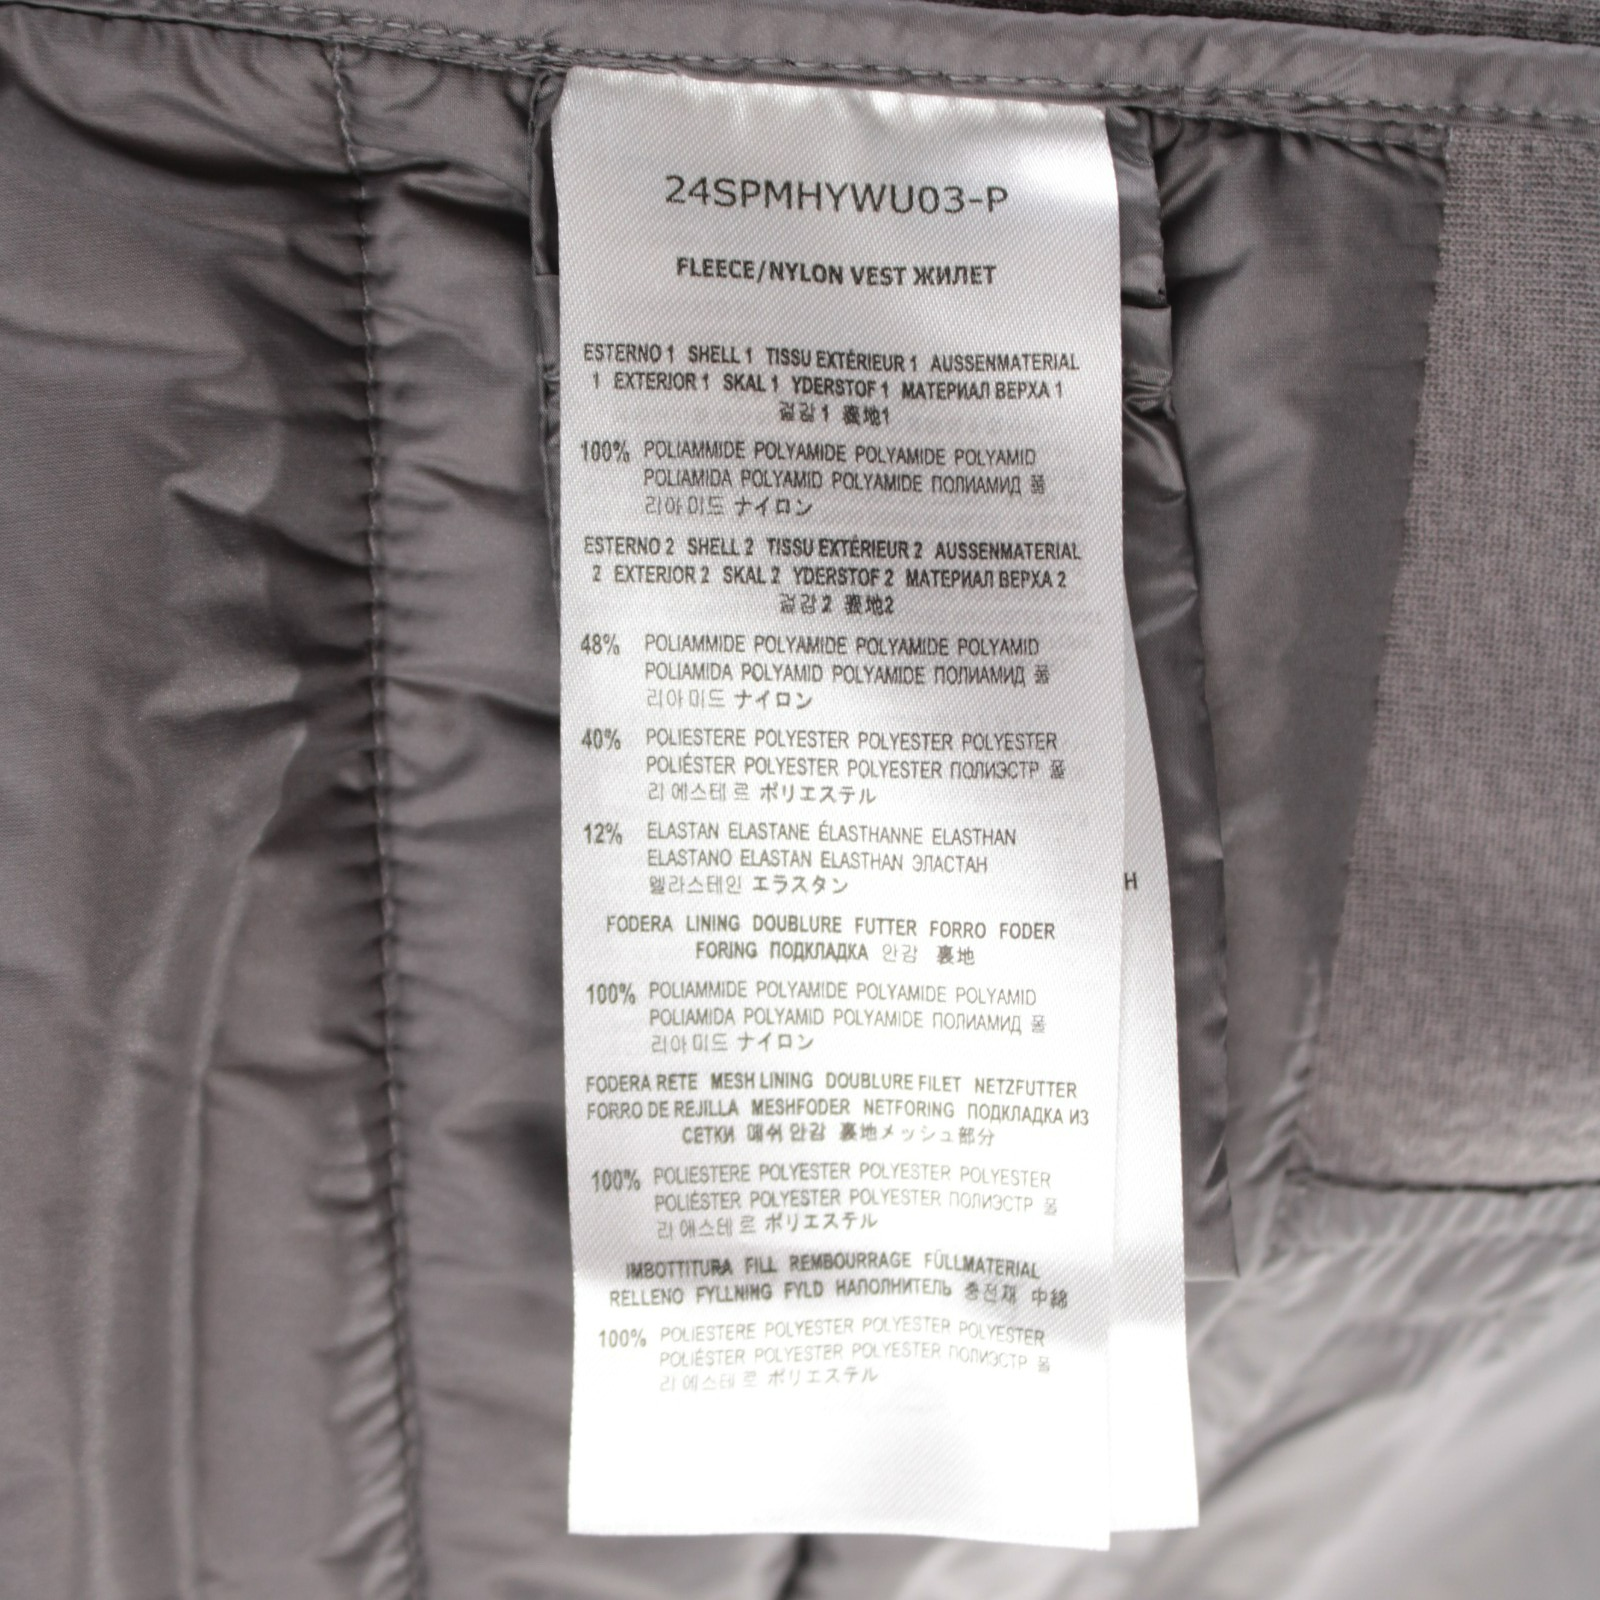 24SPMHYWU03-P
FLEECE/NYLON VEST ЖИЛЕТ
ESTERNO 1 SHELL 1 TISSU EXTÉRIEUR 1 AUSSENMATERIAL
1 EXTERIOR 1 SKAL 1 YDERSTOF 1 МАТЕРИАЛ ВЕРХА 1
겉감1 表地1
100% POLIAMMIDE POLYAMIDE POLYAMIDE POLYAMID
POLIAMIDA POLYAMID POLYAMIDE ПОЛИАМИД 폴
리아미드 ナイロン
ESTERNO 2 SHELL 2 TISSU EXTÉRIEUR 2 AUSSENMATERIAL
2 EXTERIOR 2 SKAL 2 YDERSTOF 2 МАТЕРИАЛ ВЕРХА 2
겉감2 表地2
48% POLIAMMIDE POLYAMIDE POLYAMIDE POLYAMID
POLIAMIDA POLYAMID POLYAMIDE ПОЛИАМИД 폴
리아미드 ナイロン
40% POLIESTERE POLYESTER POLYESTER POLYESTER
POLIÉSTER POLYESTER POLYESTER ПОЛИЭСТР 폴
리에스테르 ポリエステル
12% ELASTAN ELASTANE ÉLASTHANNE ELASTHAN
ELASTANO ELASTAN ELASTHAN ЭЛАСТАН
엘라스테인 エラスタン
Н
FODERA LINING DOUBLURE FUTTER FORRO FODER
FORING ПОДКЛАДКА 안감 裏地
100% POLIAMMIDE POLYAMIDE POLYAMIDE POLYAMID
POLIAMIDA POLYAMID POLYAMIDE ПОЛИАМИД 폴
리아미드 ナイロン
FODERA RETE MESH LINING DOUBLURE FILET NETZFUTTER
FORRO DE REJILLA MESHFODER NETFORING ПОДКЛАДКА ИЗ
СЕТКИ 매쉬 안감 裏地メッシュ部分
100% POLIESTERE POLYESTER POLYESTER POLYESTER
POLIÉSTER POLYESTER POLYESTER ПОЛИЭСТР 폴
리에스테르 ポリエステル
IMBOTTITURA FILL REMBOURRAGE FÜLLMATERIAL
RELLENO FYLLNING FYLD НАПОЛНИТЕЛЬ 충전재 中綿
100% POLIESTERE POLYESTER POLYESTER POLYESTER
POLIÉSTER POLYESTER POLYESTER ПОЛИЭСТР 폴
리에스테르 ポリエステル